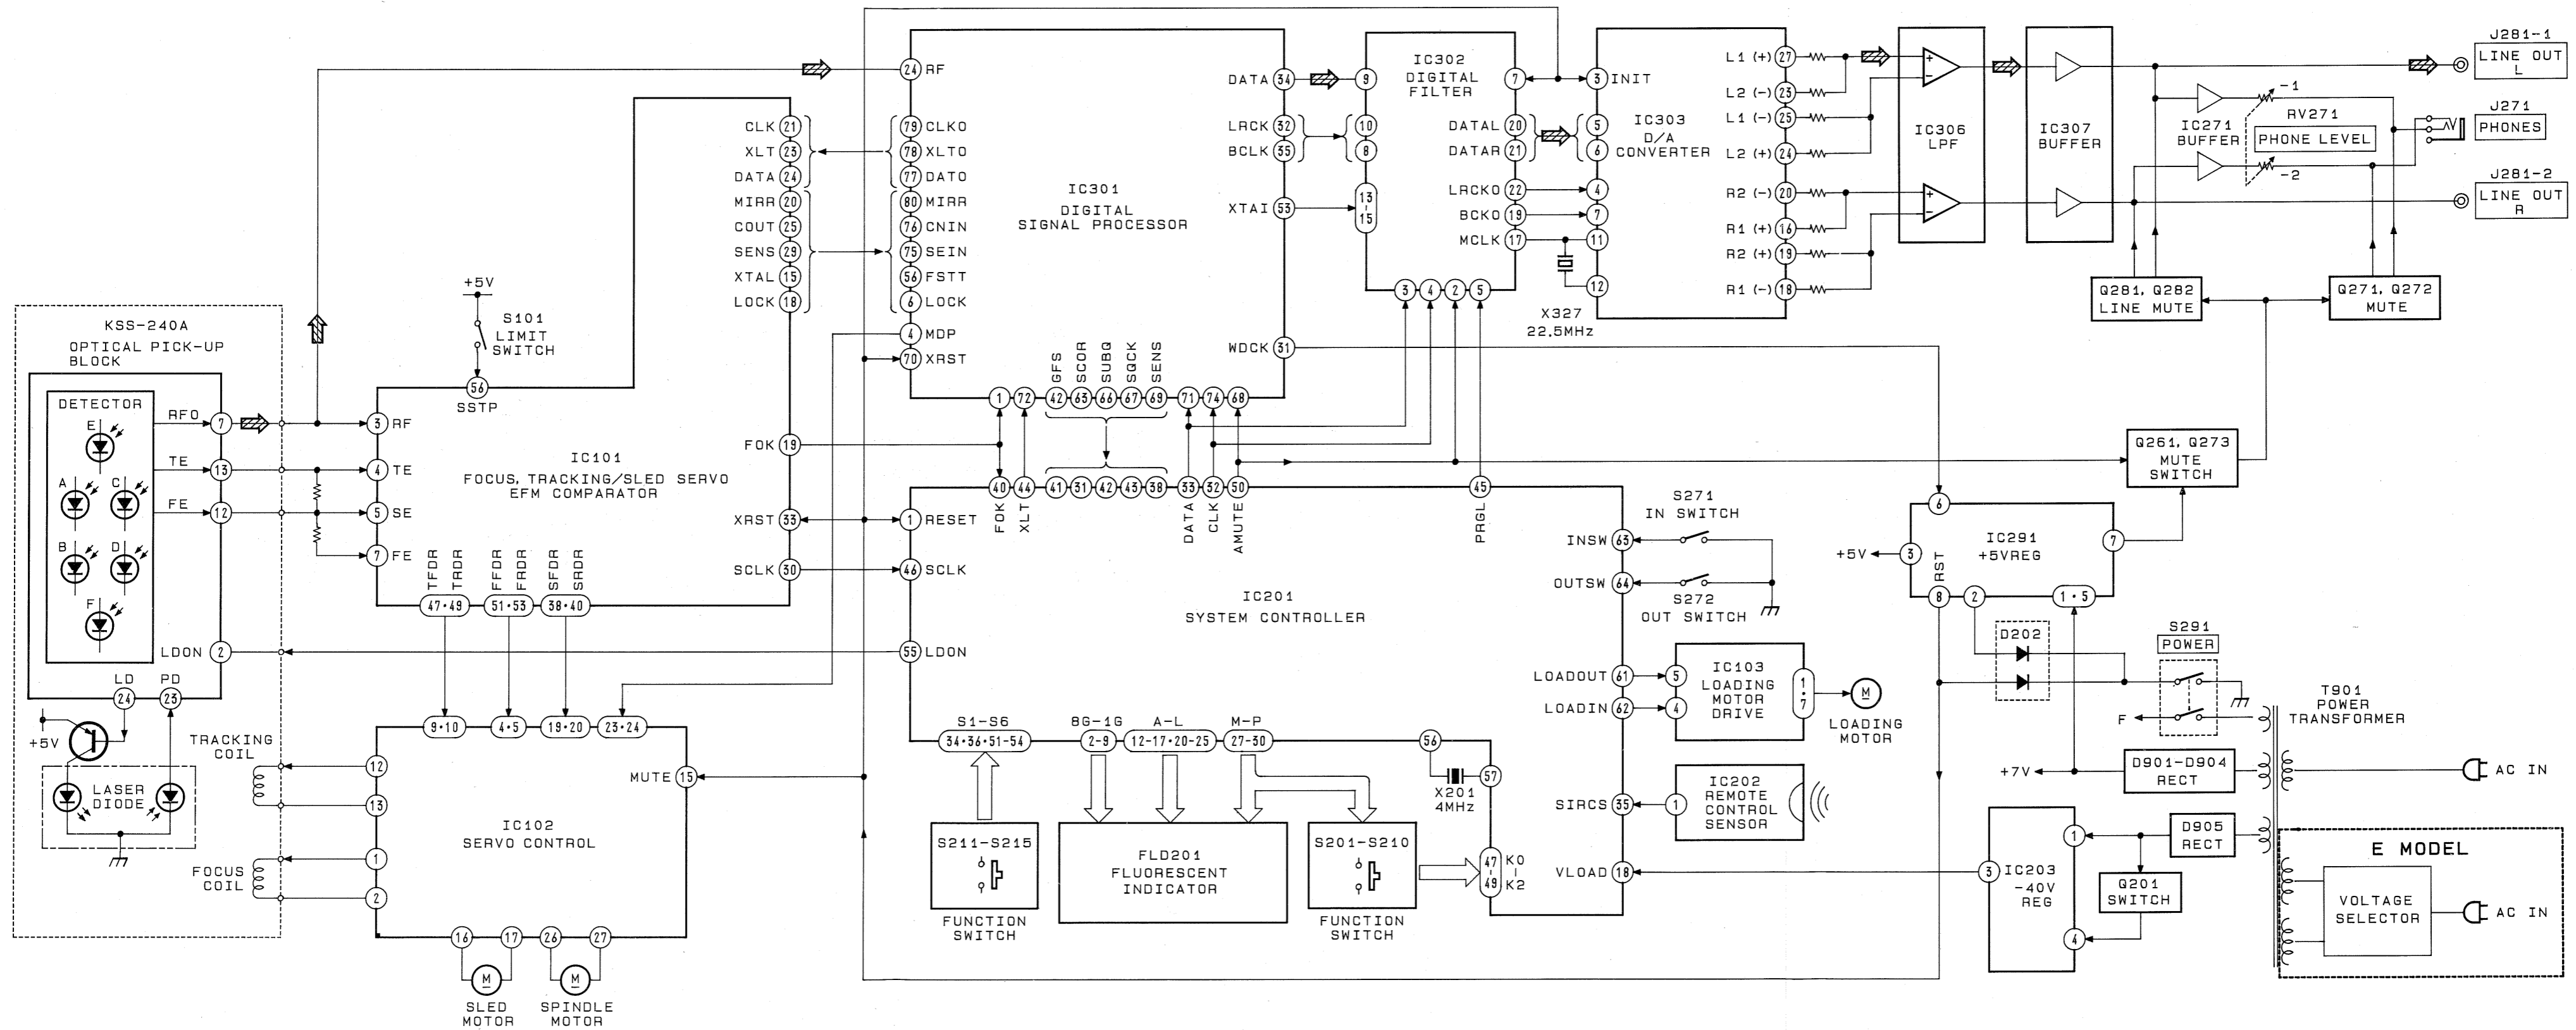 KSS-240A
OPTICAL PICK-UP
BLOCK
DETECTOR
E
A
C
B
D
F
RFO
7
TE
13
FE
12
LDON
2
LD
PD
24
23
+5V
LASER
DIODE
TRACKING
COIL
FOCUS
COIL
+5V
S101
LIMIT
SWITCH
56
SSTP
3
RF
4
TE
5
SE
7
FE
IC101
FOCUS, TRACKING/SLED SERVO
EFM COMPARATOR
CLK
21
XLT
23
DATA
24
MIRR
20
COUT
25
SENS
29
XTAL
15
LOCK
18
FOK
19
XRST
33
SCLK
30
TFDR
TRDR
FFDR
FRDR
SFDR
SRDR
47•49
51•53
38•40
9•10
4•5
19•20
23•24
12
13
1
2
MUTE
15
IC102
SERVO CONTROL
16
17
26
27
M
M
SLED
MOTOR
SPINDLE
MOTOR
IC301
DIGITAL
SIGNAL PROCESSOR
24
RF
79
CLKO
78
XLTO
77
DATO
80
MIRR
76
CNIN
75
SEIN
56
FSTT
6
LOCK
4
MDP
70
XRST
DATA
34
LRCK
32
BCLK
35
XTAI
53
WDCK
31
GFS
SCOR
SUBQ
SQCK
SENS
1
72
42
63
66
67
69
71
74
68
IC302
DIGITAL
FILTER
9
10
8
13
15
7
DATAL
20
DATAR
21
LRCKO
22
BCKO
19
MCLK
17
3
4
2
5
X327
22.5MHz
IC303
D/A
CONVERTER
3
INIT
5
6
4
7
11
12
L1 (+)
27
L2 (-)
23
L1 (-)
25
L2 (+)
24
R2 (-)
20
R1 (+)
16
R2 (+)
19
R1 (-)
18
IC306
LPF
+
-
+
-
IC307
BUFFER
IC271
BUFFER
-1
RV271
PHONE LEVEL
-2
J281-1
LINE OUT
L
J271
PHONES
J281-2
LINE OUT
R
Q281, Q282
LINE MUTE
Q271, Q272
MUTE
Q261, Q273
MUTE
SWITCH
40
44
41
31
42
43
38
33
32
50
45
FOK
XLT
DATA
CLK
AMUTE
PRGL
1
RESET
46
SCLK
55
LDON
IC201
SYSTEM CONTROLLER
INSW
63
OUTSW
64
LOADOUT
61
LOADIN
62
SIRCS
35
VLOAD
18
S271
IN SWITCH
S272
OUT SWITCH
S1-S6
8G-1G
A-L
M-P
34•36•51-54
2-9
12-17•20-25
27-30
56
57
X201
4MHz
47
49
K0
K2
S211-S215
FUNCTION
SWITCH
FLD201
FLUORESCENT
INDICATOR
S201-S210
FUNCTION
SWITCH
5
4
IC103
LOADING
MOTOR
DRIVE
1
•
7
M
LOADING
MOTOR
1
IC202
REMOTE
CONTROL
SENSOR
6
IC291
+5VREG
+5V
3
RST
8
2
1•5
7
D202
S291
POWER
F
T901
POWER
TRANSFORMER
+7V
D901-D904
RECT
AC IN
D905
RECT
Q201
SWITCH
3
IC203
-40V
REG
1
4
E MODEL
VOLTAGE
SELECTOR
AC IN